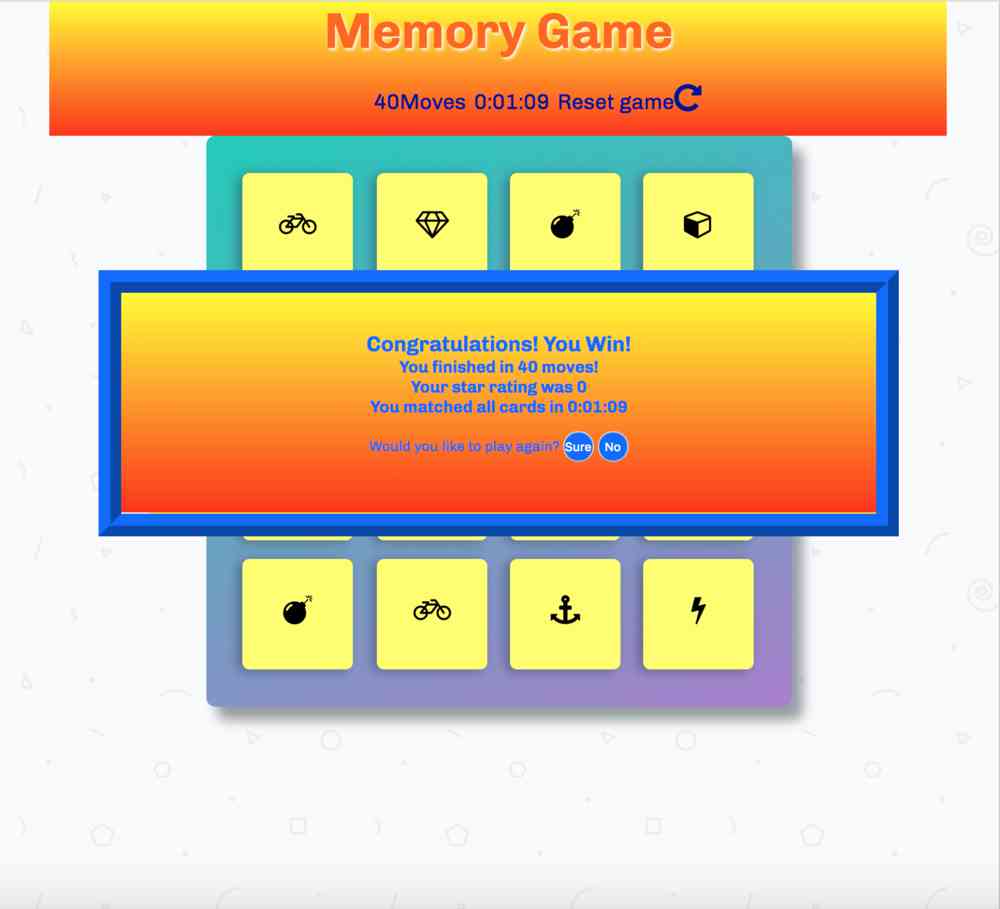 Memory Game
40Moves 0:01:09 Reset game
Congratulations! You Win!
You finished in 40 moves!
Your star rating was 0
You matched all cards in 0:01:09
Would you like to play again? Sure No